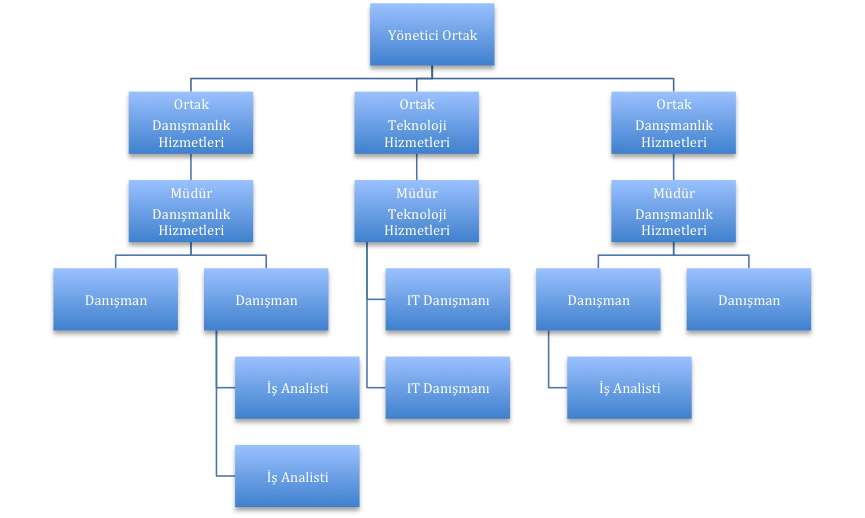 Yönetici Ortak
Ortak
Danışmanlık
Hizmetleri
Ortak
Teknoloji
Hizmetleri
Ortak
Danışmanlık
Hizmetleri
Müdür
Danışmanlık
Hizmetleri
Müdür
Teknoloji
Hizmetleri
Müdür
Danışmanlık
Hizmetleri
Danışman
Danışman
IT Danışmanı
Danışman
Danışman
İş Analisti
IT Danışmanı
İş Analisti
İş Analisti